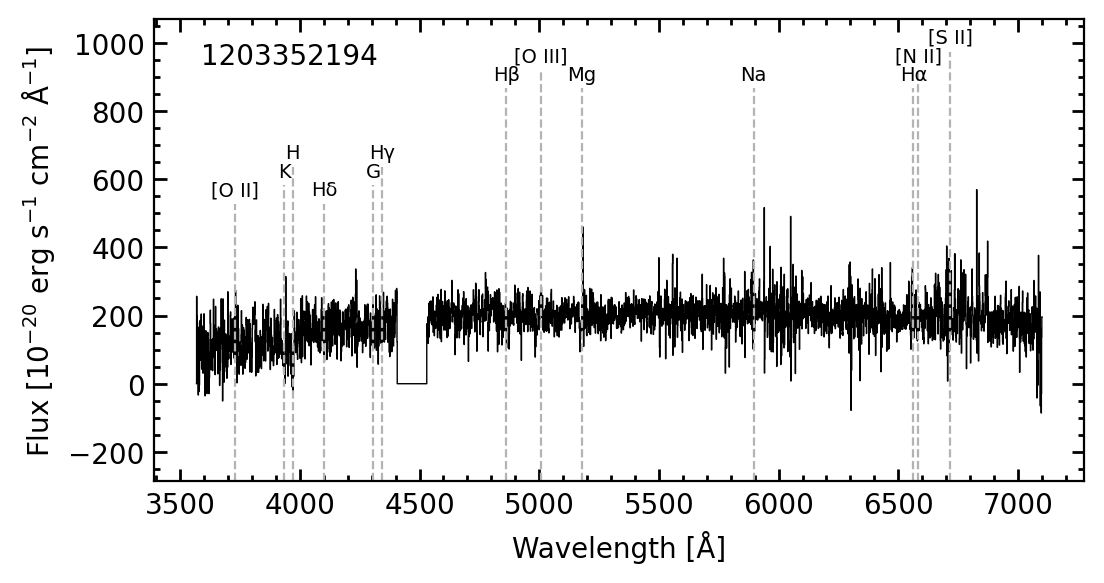 1203352194
[S II]
[O III]
[N II]
Hβ
Mg
Na
Hα
H
Hγ
K
G
[O II]
Hδ
1000
800
600
400
200
0
−200
Flux [10⁻²⁰ erg s⁻¹ cm⁻² Å⁻¹]
3500 4000 4500 5000 5500 6000 6500 7000
Wavelength [Å]